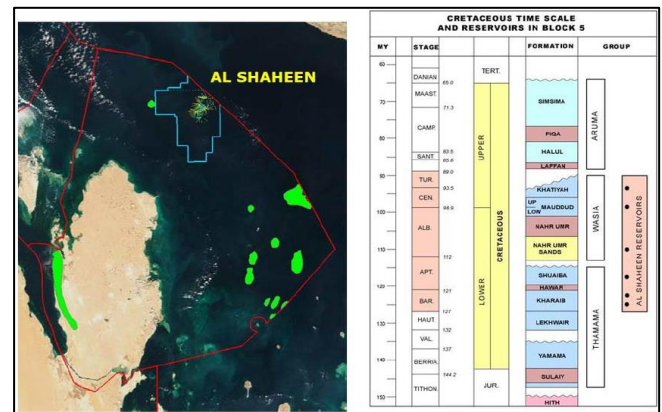 AL SHAHEEN
CRETACEOUS TIME SCALE
AND RESERVOIRS IN BLOCK 5
MY
STAGE
FORMATION
GROUP
60
70
80
90
100
110
120
130
140
150
DANIAN
65.0
MAAST.
71.3
CAMP.
83.5
SANT
85.8
89.0
TUR.
93.5
CEN.
98.9
ALB.
112
APT.
121
BAR.
127
HAUT.
132
VAL.
137
BERRIA.
144.2
TITHON.
TERT.
UPPER
LOWER
CRETACEOUS
JUR.
SIMSIMA
FIGA
HALUL
LAFFAN
KHATIYAH
UP
LOW
MAUDDUD
NAHR UMR
NAHR UMR
SANDS
SHUAIBA
HAWAR
KHARAIB
LEKHWAIR
YAMAMA
SULAIY
HITH
ARUMA
WASIA
THAMAMA
AL SHAHEEN RESERVOIRS